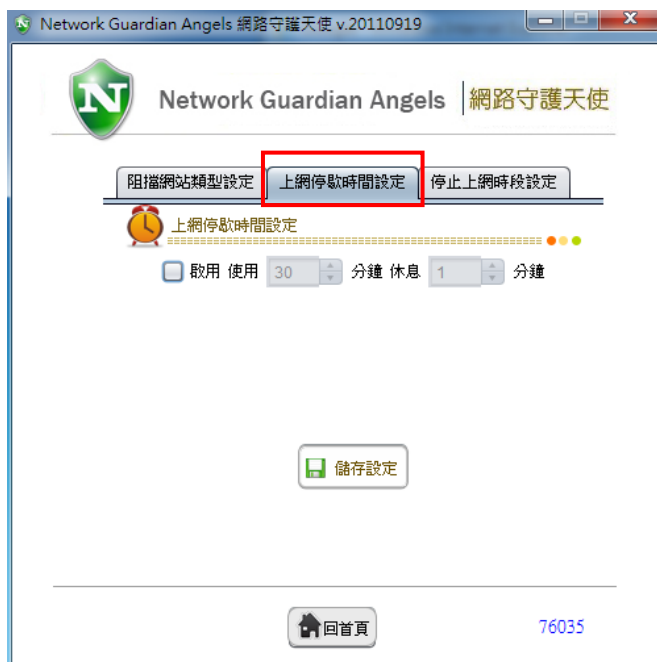 Network Guardian Angels 網路守護天使 v.20110919
N Network Guardian Angels 網路守護天使
阻擋網站類型設定 上網停歇時間設定 停止上網時段設定
上網停歇時間設定
啟用 使用 30 分鐘 休息 1 分鐘
儲存設定
回首頁 76035